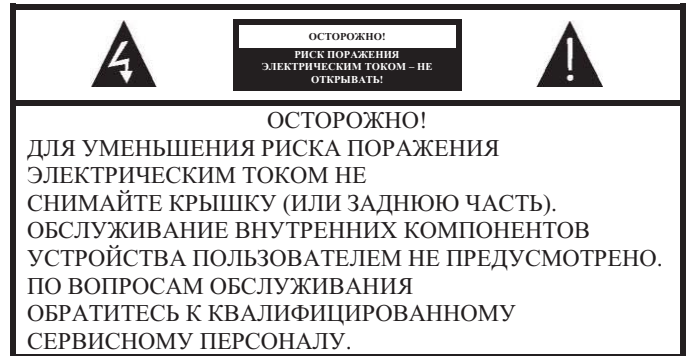 ОСТОРОЖНО!
РИСК ПОРАЖЕНИЯ
ЭЛЕКТРИЧЕСКИМ ТОКОМ – НЕ
ОТКРЫВАТЬ!
ОСТОРОЖНО!
ДЛЯ УМЕНЬШЕНИЯ РИСКА ПОРАЖЕНИЯ
ЭЛЕКТРИЧЕСКИМ ТОКОМ НЕ
СНИМАЙТЕ КРЫШКУ (ИЛИ ЗАДНЮЮ ЧАСТЬ).
ОБСЛУЖИВАНИЕ ВНУТРЕННИХ КОМПОНЕНТОВ
УСТРОЙСТВА ПОЛЬЗОВАТЕЛЕМ НЕ ПРЕДУСМОТРЕНО.
ПО ВОПРОСАМ ОБСЛУЖИВАНИЯ
ОБРАТИТЕСЬ К КВАЛИФИЦИРОВАННОМУ
СЕРВИСНОМУ ПЕРСОНАЛУ.